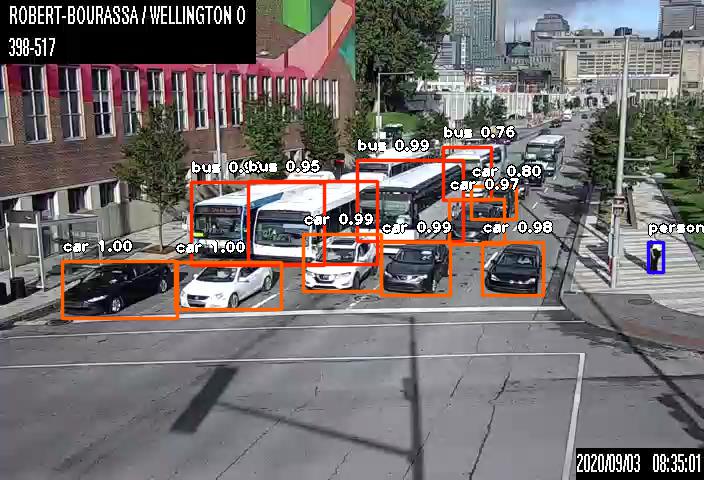 ROBERT-BOURASSA / WELLINGTON O
398-517
bus 0.76
bus 0.99
bus 0.95
car 0.80
car 0.97
car 0.99
car 0.99
car 0.98
person
car 1.00
car 1.00
2020/09/03 08:35:01